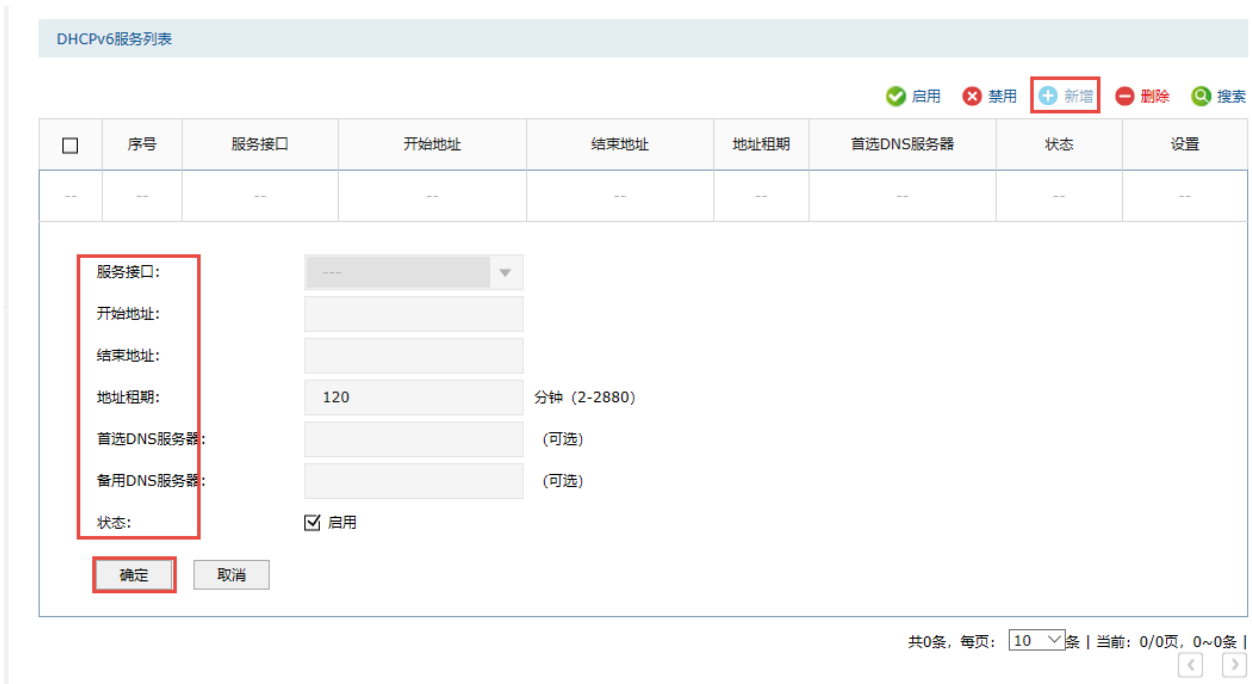 DHCPv6服务列表
启用 禁用 新增 删除 搜索
序号 服务接口 开始地址 结束地址 地址租期 首选DNS服务器 状态 设置
-- -- -- -- -- -- -- -- --
服务接口: ---
开始地址:
结束地址:
地址租期: 120 分钟 (2-2880)
首选DNS服务器: (可选)
备用DNS服务器: (可选)
状态: 启用
确定 取消
共0条, 每页: 10 条 | 当前: 0/0页, 0~0条 |